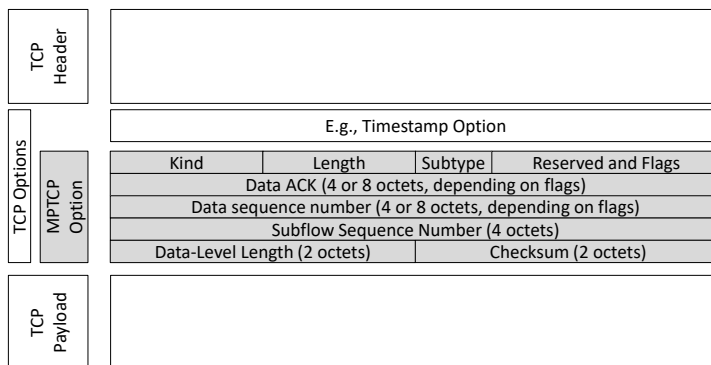 TCP
Header
TCP Options
E.g., Timestamp Option
MPTCP
Option
Kind Length Subtype Reserved and Flags
Data ACK (4 or 8 octets, depending on flags)
Data sequence number (4 or 8 octets, depending on flags)
Subflow Sequence Number (4 octets)
Data-Level Length (2 octets) Checksum (2 octets)
TCP
Payload